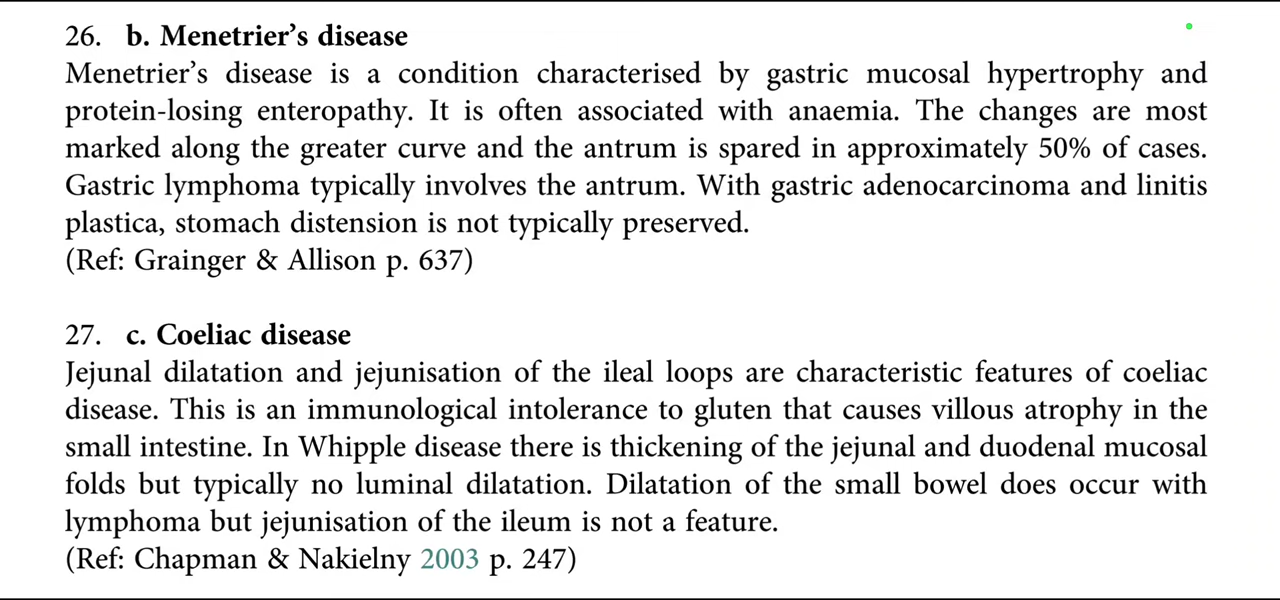 26. b. Menetrier’s disease
Menetrier’s disease is a condition characterised by gastric mucosal hypertrophy and
protein-losing enteropathy. It is often associated with anaemia. The changes are most
marked along the greater curve and the antrum is spared in approximately 50% of cases.
Gastric lymphoma typically involves the antrum. With gastric adenocarcinoma and linitis
plastica, stomach distension is not typically preserved.
(Ref: Grainger & Allison p. 637)
27. c. Coeliac disease
Jejunal dilatation and jejunisation of the ileal loops are characteristic features of coeliac
disease. This is an immunological intolerance to gluten that causes villous atrophy in the
small intestine. In Whipple disease there is thickening of the jejunal and duodenal mucosal
folds but typically no luminal dilatation. Dilatation of the small bowel does occur with
lymphoma but jejunisation of the ileum is not a feature.
(Ref: Chapman & Nakielny 2003 p. 247)